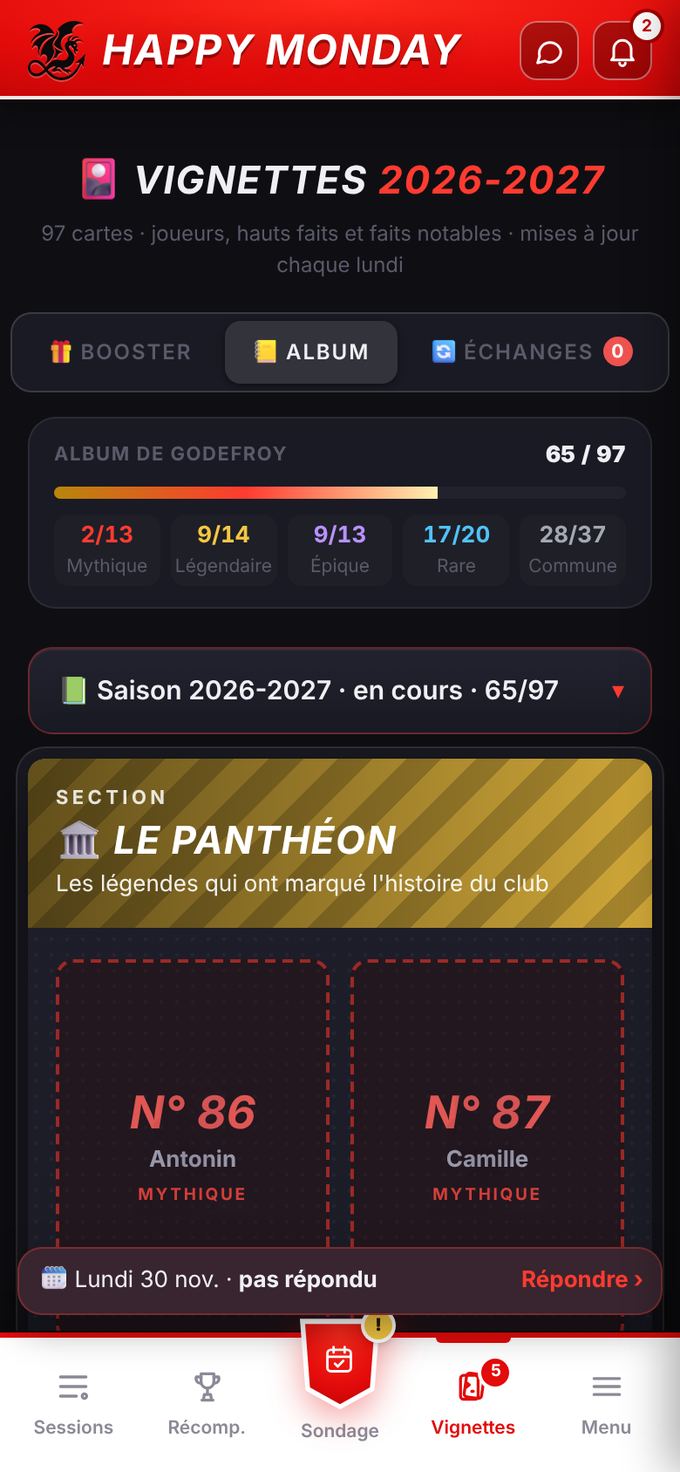 HAPPY MONDAY
2
VIGNETTES 2026-2027
97 cartes · joueurs, hauts faits et faits notables · mises à jour
chaque lundi
BOOSTER
ALBUM
ÉCHANGES 0
ALBUM DE GODEFROY
65 / 97
2/13
Mythique
9/14
Légendaire
9/13
Épique
17/20
Rare
28/37
Commune
Saison 2026-2027 · en cours · 65/97 ▼
SECTION
LE PANTHÉON
Les légendes qui ont marqué l'histoire du club
N° 86
Antonin
MYTHIQUE
N° 87
Camille
MYTHIQUE
Lundi 30 nov. · pas répondu
Répondre ›
!
5
Sessions
Récomp.
Sondage
Vignettes
Menu